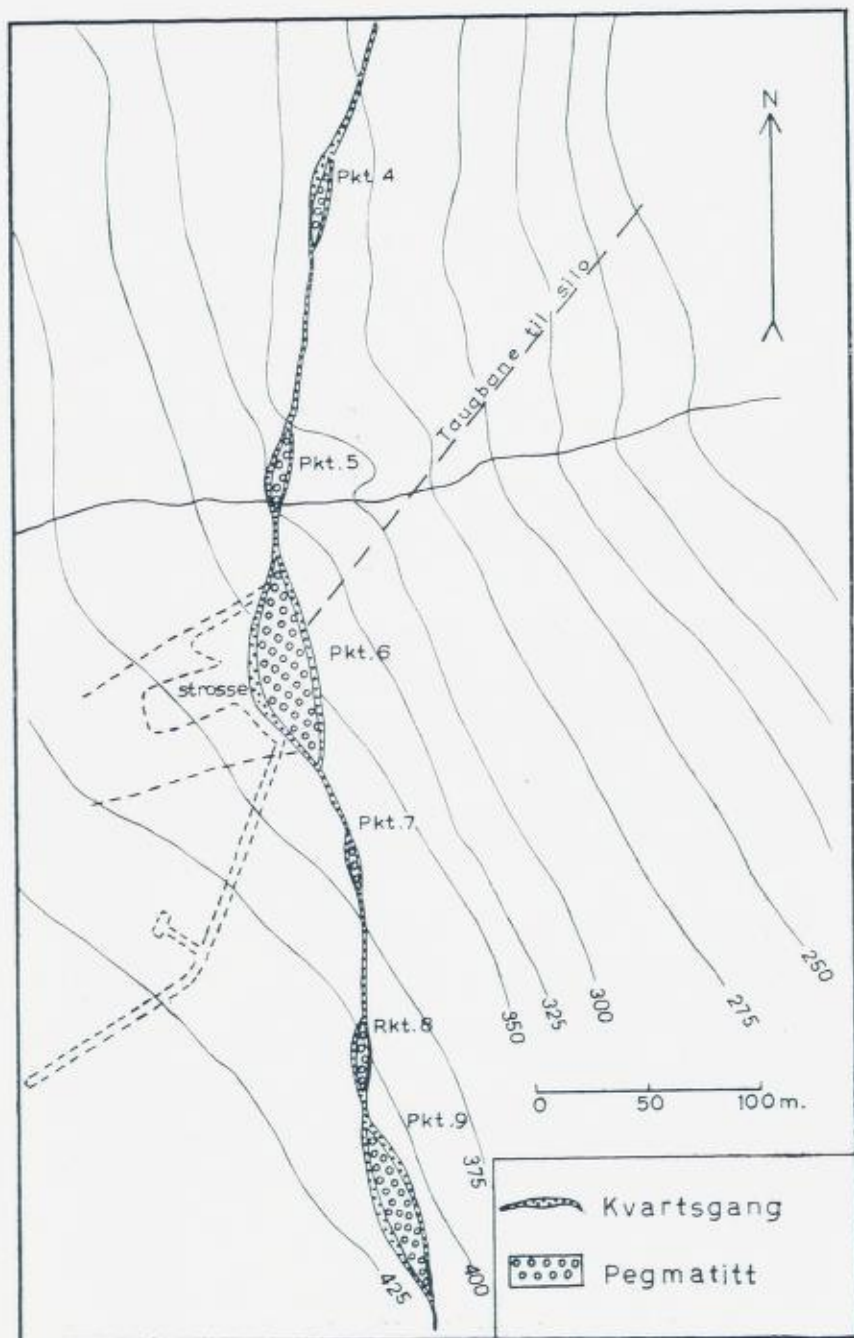 N
Pkt. 4
Taugbane til silo
Pkt. 5
Pkt. 6
strosse
Pkt. 7
250
275
300
325
350
Rkt. 8
0 50 100 m.
Pkt. 9
375
400
425
Kvartsgang
Pegmatitt